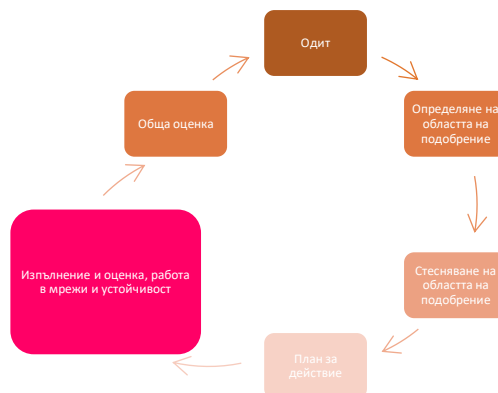 Одит
Определяне на
областта на
подобрение
Стесняване на
областта на
подобрение
План за
действие
Изпълнение и оценка, работа
в мрежи и устойчивост
Обща оценка